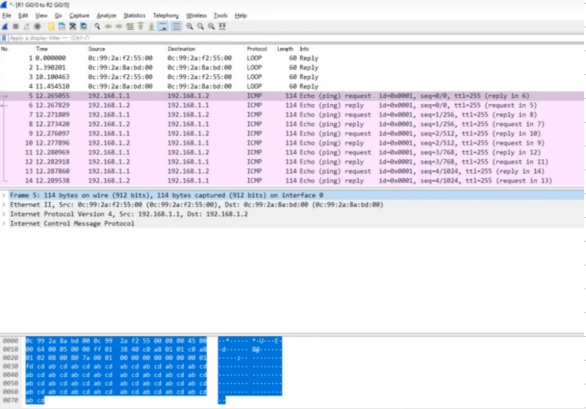 *- [R1 Gi0/0 to R2 Gi0/0]
File Edit View Go Capture Analyze Statistics Telephony Wireless Tools Help
Apply a display filter ... <Ctrl-/>
No. Time Source Destination Protocol Length Info
1 0.000000 0c:99:2a:f2:55:00 0c:99:2a:f2:55:00 LOOP 60 Reply
2 1.390201 0c:99:2a:8a:bd:00 0c:99:2a:8a:bd:00 LOOP 60 Reply
3 10.100463 0c:99:2a:f2:55:00 0c:99:2a:f2:55:00 LOOP 60 Reply
4 11.454510 0c:99:2a:8a:bd:00 0c:99:2a:8a:bd:00 LOOP 60 Reply
5 12.265055 192.168.1.1 192.168.1.2 ICMP 114 Echo (ping) request id=0x0001, seq=0/0, ttl=255 (reply in 6)
6 12.267829 192.168.1.2 192.168.1.1 ICMP 114 Echo (ping) reply id=0x0001, seq=0/0, ttl=255 (request in 5)
7 12.271809 192.168.1.1 192.168.1.2 ICMP 114 Echo (ping) request id=0x0001, seq=1/256, ttl=255 (reply in 8)
8 12.273420 192.168.1.2 192.168.1.1 ICMP 114 Echo (ping) reply id=0x0001, seq=1/256, ttl=255 (request in 7)
9 12.276097 192.168.1.1 192.168.1.2 ICMP 114 Echo (ping) request id=0x0001, seq=2/512, ttl=255 (reply in 10)
10 12.277896 192.168.1.2 192.168.1.1 ICMP 114 Echo (ping) reply id=0x0001, seq=2/512, ttl=255 (request in 9)
11 12.280969 192.168.1.1 192.168.1.2 ICMP 114 Echo (ping) request id=0x0001, seq=3/768, ttl=255 (reply in 12)
12 12.282918 192.168.1.2 192.168.1.1 ICMP 114 Echo (ping) reply id=0x0001, seq=3/768, ttl=255 (request in 11)
13 12.287860 192.168.1.1 192.168.1.2 ICMP 114 Echo (ping) request id=0x0001, seq=4/1024, ttl=255 (reply in 14)
14 12.289538 192.168.1.2 192.168.1.1 ICMP 114 Echo (ping) reply id=0x0001, seq=4/1024, ttl=255 (request in 13)
Frame 5: 114 bytes on wire (912 bits), 114 bytes captured (912 bits) on interface 0
Ethernet II, Src: 0c:99:2a:f2:55:00 (0c:99:2a:f2:55:00), Dst: 0c:99:2a:8a:bd:00 (0c:99:2a:8a:bd:00)
Internet Protocol Version 4, Src: 192.168.1.1, Dst: 192.168.1.2
Internet Control Message Protocol
0000 0c 99 2a 8a bd 00 0c 99 2a f2 55 00 08 00 45 00
0010 00 64 00 05 00 00 ff 01 38 40 c0 a8 01 01 c0 a8
0020 01 02 08 00 80 7a 00 01 00 00 00 00 00 00 00 01
0030 fd cd ab cd ab cd ab cd ab cd ab cd ab cd ab cd
0040 ab cd ab cd ab cd ab cd ab cd ab cd ab cd ab cd
0050 ab cd ab cd ab cd ab cd ab cd ab cd ab cd ab cd
0060 ab cd ab cd ab cd ab cd ab cd ab cd ab cd ab cd
0070 ab cd